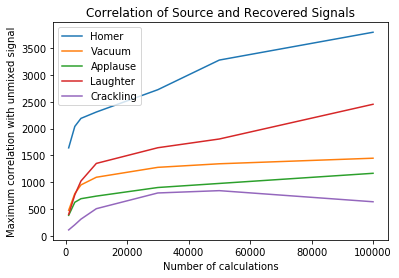 Correlation of Source and Recovered Signals
Maximum correlation with unmixed signal
3500
3000
2500
2000
1500
1000
500
0
Homer
Vacuum
Applause
Laughter
Crackling
0 20000 40000 60000 80000 100000
Number of calculations